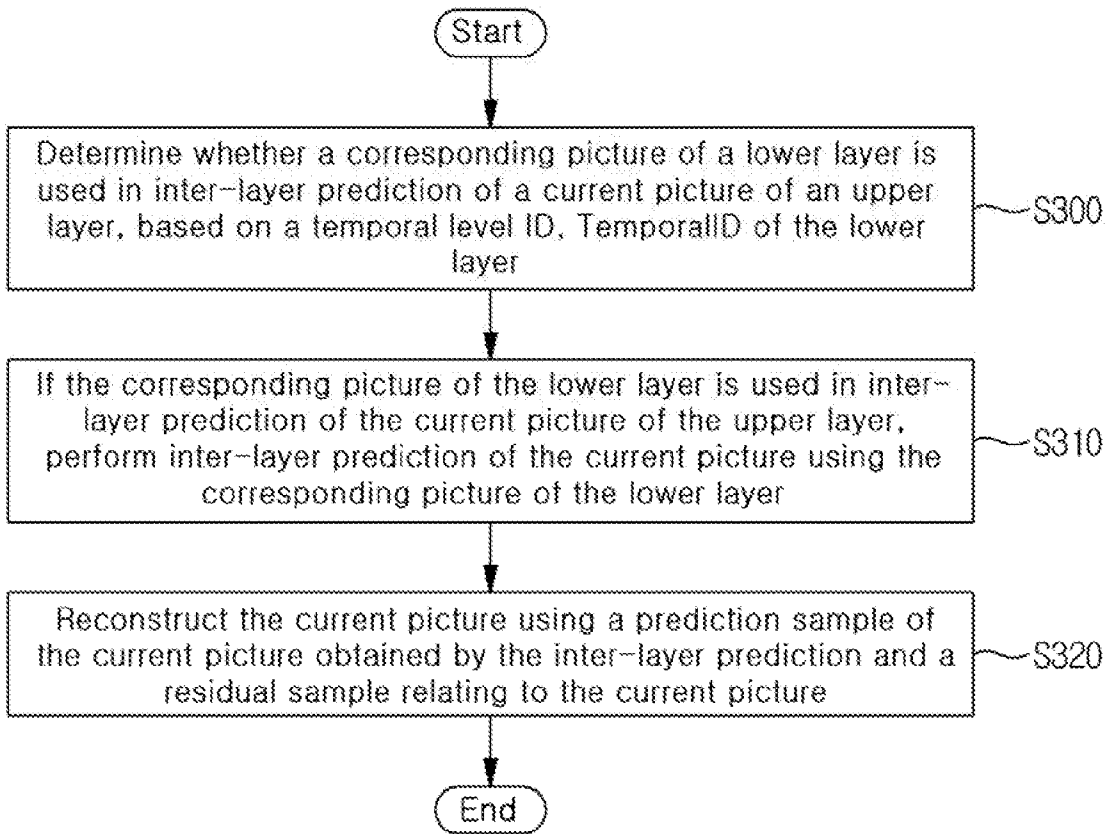 Start
Determine whether a corresponding picture of a lower layer is
used in inter-layer prediction of a current picture of an upper
layer, based on a temporal level ID, TemporalID of the lower
layer
S300
If the corresponding picture of the lower layer is used in inter-
layer prediction of the current picture of the upper layer,
perform inter-layer prediction of the current picture using the
corresponding picture of the lower layer
S310
Reconstruct the current picture using a prediction sample of
the current picture obtained by the inter-layer prediction and a
residual sample relating to the current picture
S320
End